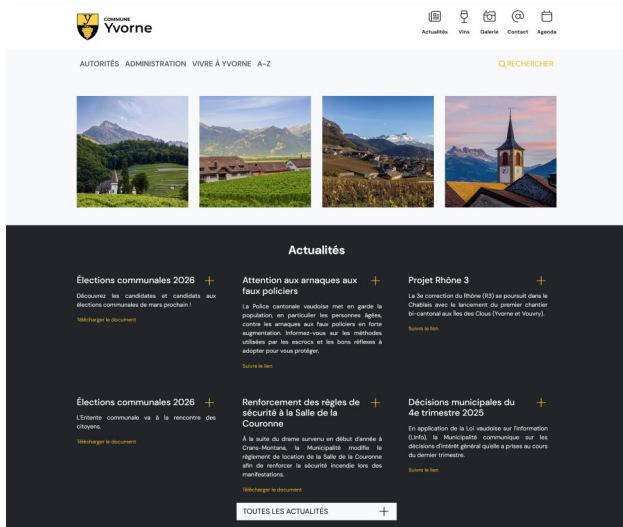 y
COMMUNE
Yvorne
Actualités Vins Galerie Contact Agenda
AUTORITÉS ADMINISTRATION VIVRE À YVORNE A-Z
RECHERCHER
Actualités
Élections communales 2026
Découvrez les candidates et candidats aux
élections communales de mars prochain !
Télécharger le document
Attention aux arnaques aux
faux policiers
La Police cantonale vaudoise met en garde la
population, en particulier les personnes âgées,
contre les arnaques aux faux policiers en forte
augmentation. Informez-vous sur les méthodes
utilisées par les escrocs et les bons réflexes à
adopter pour vous protéger.
Suivre le lien
Projet Rhône 3
La 3e correction du Rhône (R3) se poursuit dans le
Chablais avec le lancement du premier chantier
bi-cantonal aux Îles des Clous (Yvorne et Vouvry).
Suivre le lien
Élections communales 2026
L'Entente communale va à la rencontre des
citoyens.
Télécharger le document
Renforcement des règles de
sécurité à la Salle de la
Couronne
À la suite du drame survenu en début d'année à
Crans-Montana, la Municipalité modifie le
règlement de location de la Salle de la Couronne
afin de renforcer la sécurité incendie lors des
manifestations.
Télécharger le document
Décisions municipales du
4e trimestre 2025
En application de la Loi vaudoise sur l'information
(LInfo), la Municipalité communique sur les
décisions d'intérêt général qu'elle a prises au cours
du dernier trimestre.
Suivre le lien
TOUTES LES ACTUALITÉS